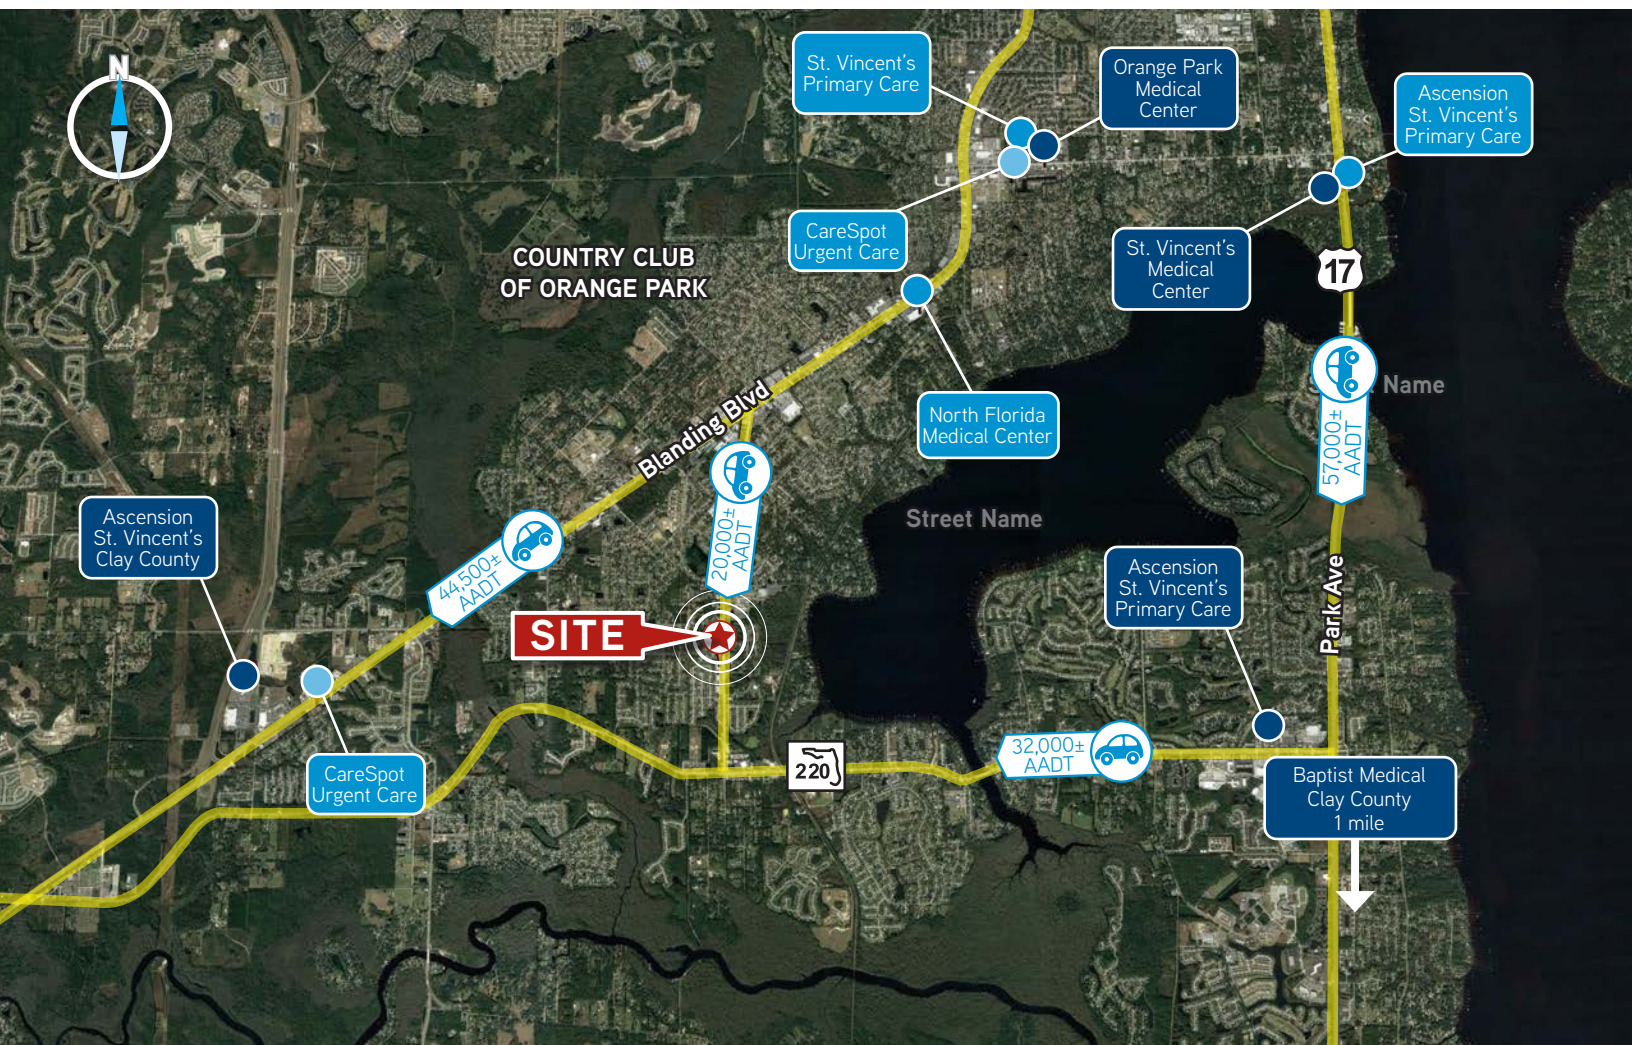 N
St. Vincent's
Primary Care
Orange Park
Medical
Center
Ascension
St. Vincent's
Primary Care
CareSpot
Urgent Care
St. Vincent's
Medical
Center
COUNTRY CLUB
OF ORANGE PARK
17
North Florida
Medical Center
Name
57,000±
AADT
Blanding Blvd
20,000±
AADT
Street Name
Ascension
St. Vincent's
Clay County
44,500±
AADT
SITE
Ascension
St. Vincent's
Primary Care
Park Ave
CareSpot
Urgent Care
220
32,000±
AADT
Baptist Medical
Clay County
1 mile